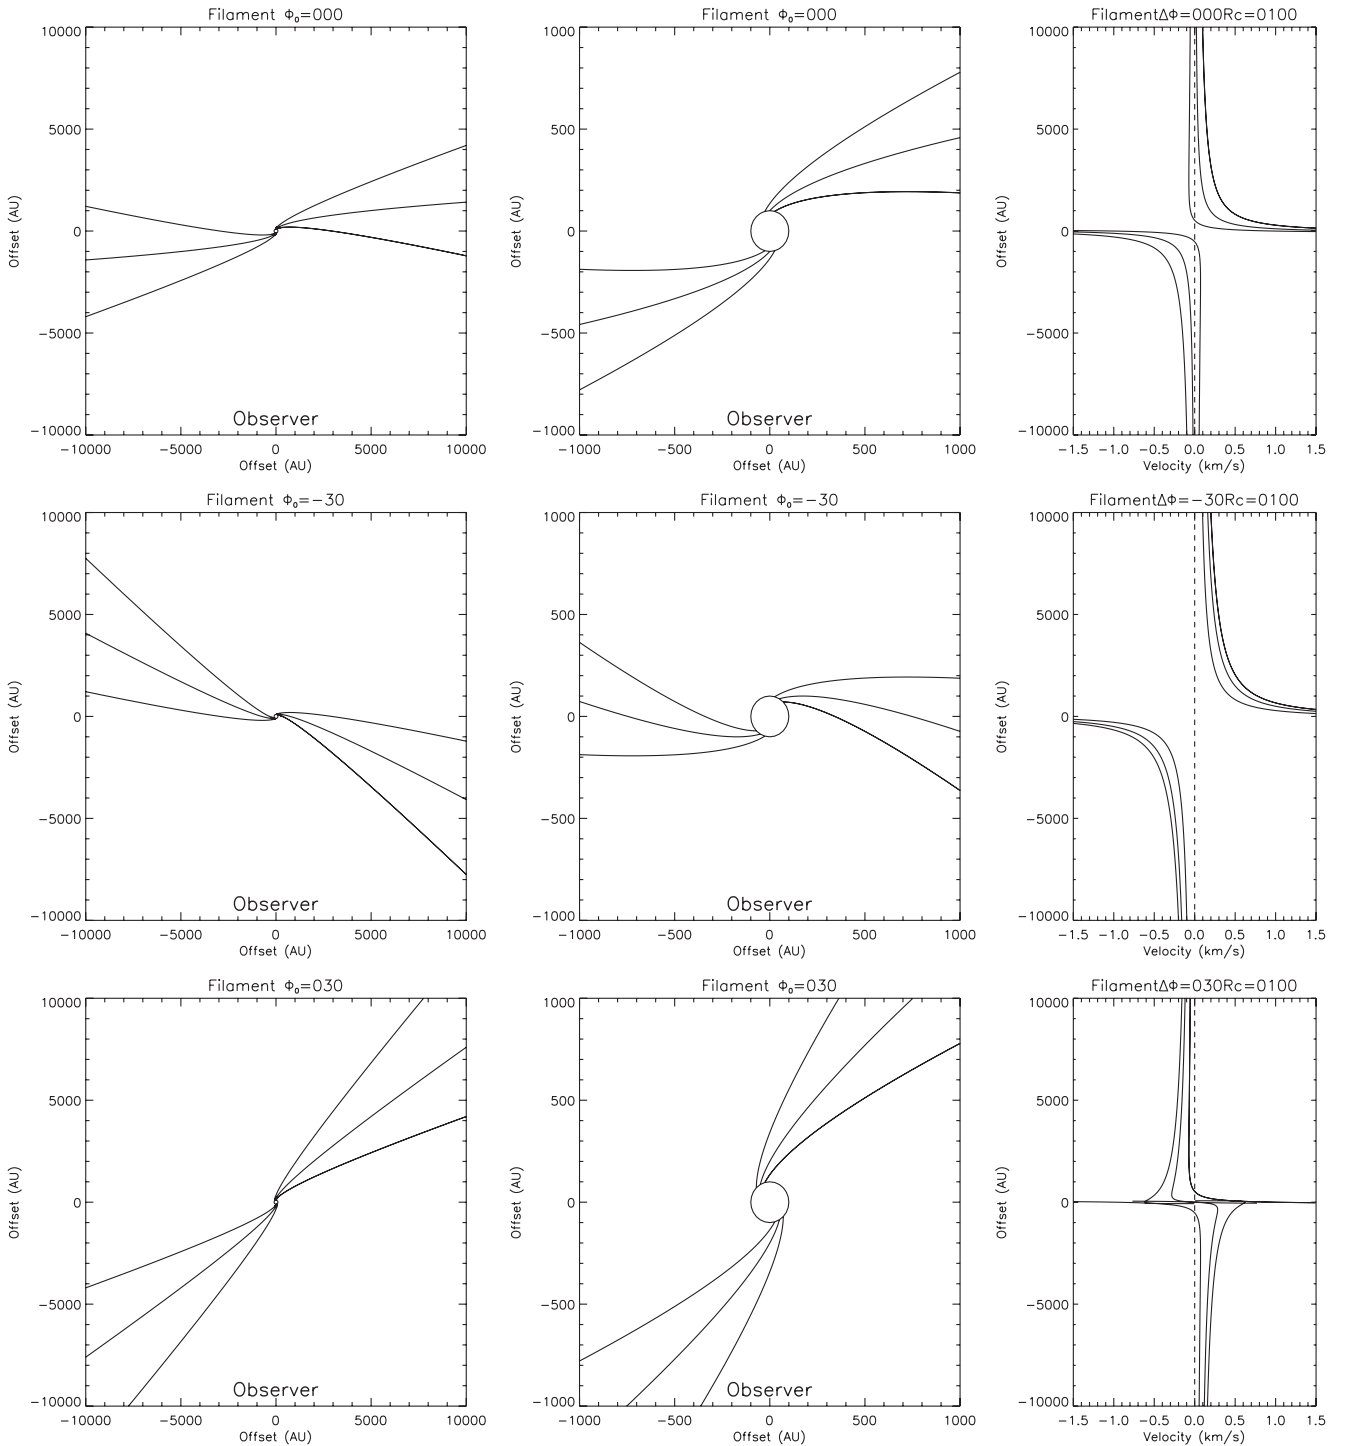 Filament Φ₀=000
Offset (AU)
10000
5000
0
−5000
−10000
Observer
−10000 −5000 0 5000 10000
Offset (AU)
Filament Φ₀=000
Offset (AU)
1000
500
0
−500
−1000
Observer
−1000 −500 0 500 1000
Offset (AU)
FilamentΔΦ=000Rc=0100
Offset (AU)
10000
5000
0
−5000
−10000
−1.5 −1.0 −0.5 0.0 0.5 1.0 1.5
Velocity (km/s)
Filament Φ₀=−30
Offset (AU)
10000
5000
0
−5000
−10000
Observer
−10000 −5000 0 5000 10000
Offset (AU)
Filament Φ₀=−30
Offset (AU)
1000
500
0
−500
−1000
Observer
−1000 −500 0 500 1000
Offset (AU)
FilamentΔΦ=−30Rc=0100
Offset (AU)
10000
5000
0
−5000
−10000
−1.5 −1.0 −0.5 0.0 0.5 1.0 1.5
Velocity (km/s)
Filament Φ₀=030
Offset (AU)
10000
5000
0
−5000
−10000
Observer
−10000 −5000 0 5000 10000
Offset (AU)
Filament Φ₀=030
Offset (AU)
1000
500
0
−500
−1000
Observer
−1000 −500 0 500 1000
Offset (AU)
FilamentΔΦ=030Rc=0100
Offset (AU)
10000
5000
0
−5000
−10000
−1.5 −1.0 −0.5 0.0 0.5 1.0 1.5
Velocity (km/s)